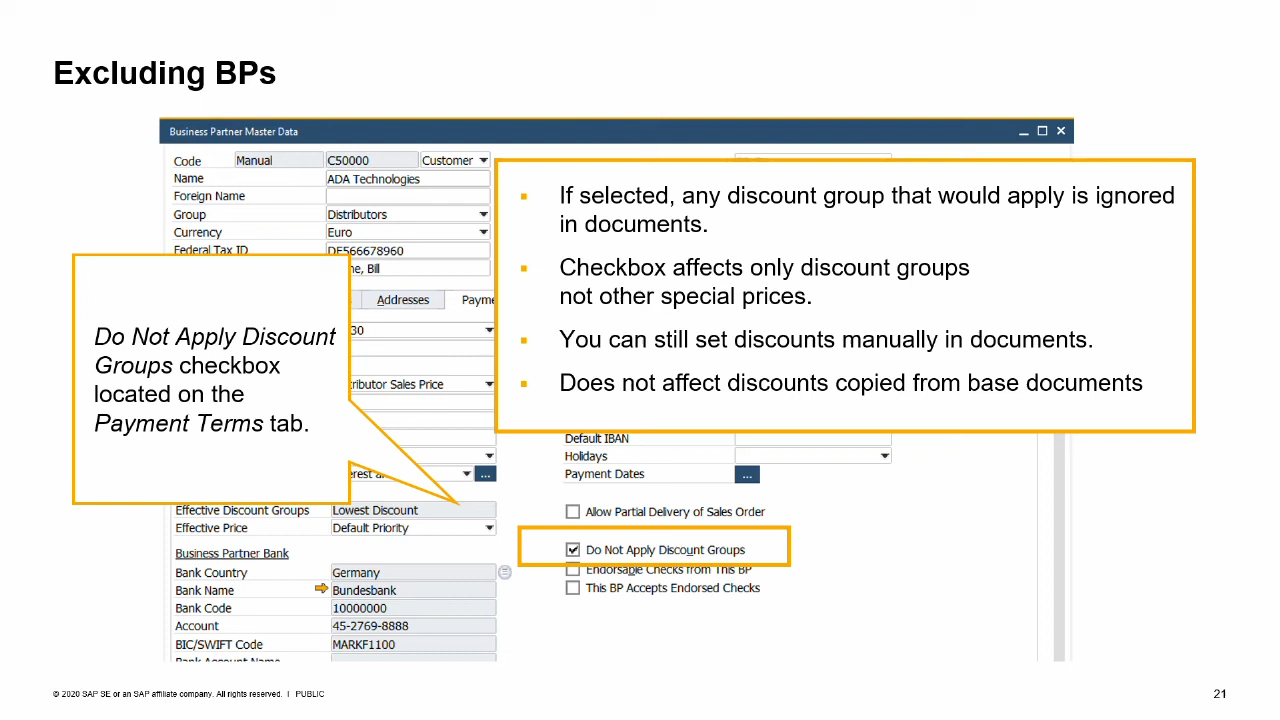 Excluding BPs
Business Partner Master Data
Code Manual C50000 Customer
Name ADA Technologies
Foreign Name
Group Distributors
Currency Euro
Federal Tax ID DE566678960
Bill
Addresses
30
Sales Price
Do Not Apply Discount
Groups checkbox
located on the
Payment Terms tab.
If selected, any discount group that would apply is ignored
in documents.
Checkbox affects only discount groups
not other special prices.
You can still set discounts manually in documents.
Does not affect discounts copied from base documents
Default IBAN
Holidays
Payment Dates ...
...
Effective Discount Groups Lowest Discount
Effective Price Default Priority
Business Partner Bank
Bank Country Germany
Bank Name Bundesbank
Bank Code 10000000
Account 45-2769-8888
BIC/SWIFT Code MARKF1100
Bank Account Name
Allow Partial Delivery of Sales Order
Do Not Apply Discount Groups
Endorsable Checks from This BP
This BP Accepts Endorsed Checks
© 2020 SAP SE or an SAP affiliate company. All rights reserved. I PUBLIC
21